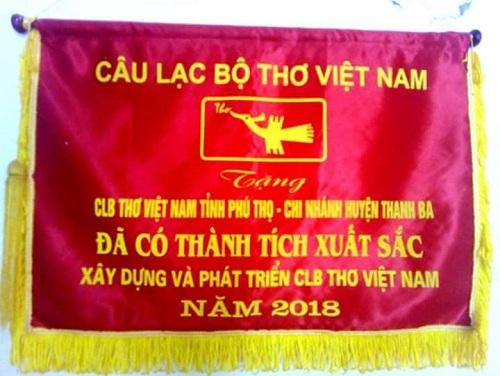 CÂU LẠC BỘ THƠ VIỆT NAM
Thơ
Tặng
CLB THƠ VIỆT NAM TỈNH PHÚ THỌ - CHI NHÁNH HUYỆN THANH BA
ĐÃ CÓ THÀNH TÍCH XUẤT SẮC
XÂY DỰNG VÀ PHÁT TRIỂN CLB THƠ VIỆT NAM
NĂM 2018